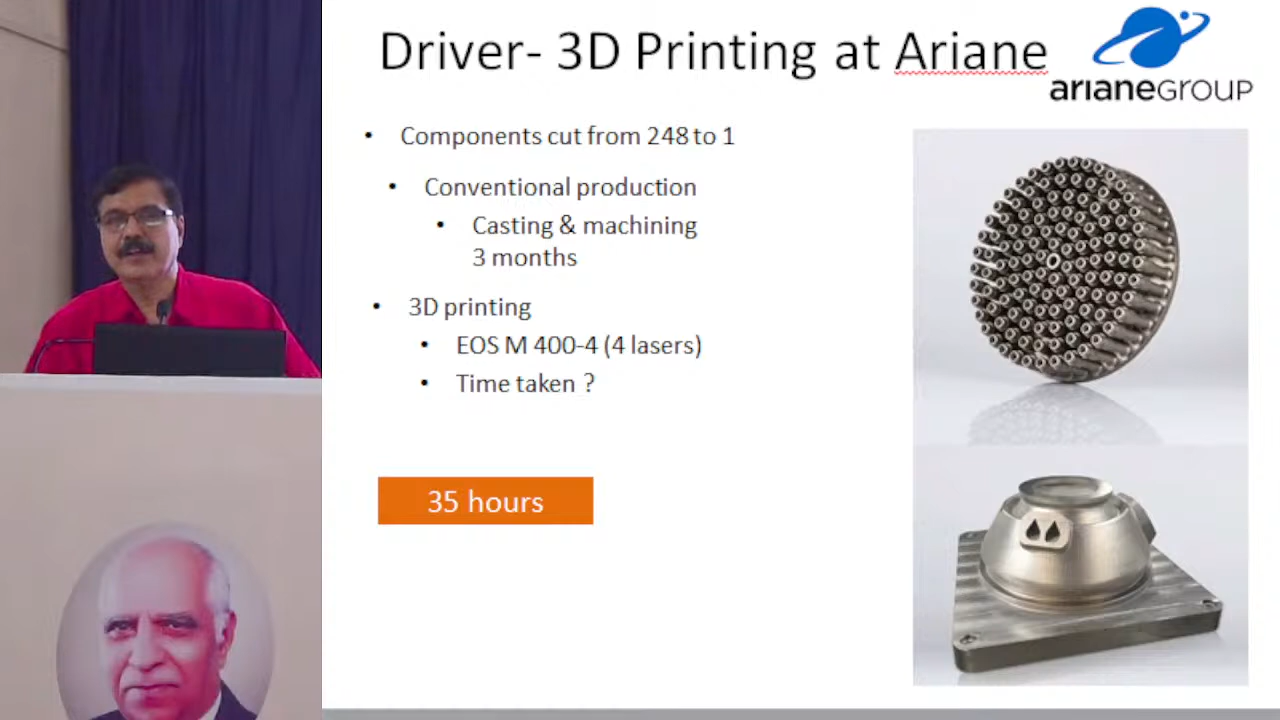 Driver- 3D Printing at Ariane
arianeGROUP
• Components cut from 248 to 1
• Conventional production
• Casting & machining
3 months
• 3D printing
• EOS M 400-4 (4 lasers)
• Time taken ?
35 hours